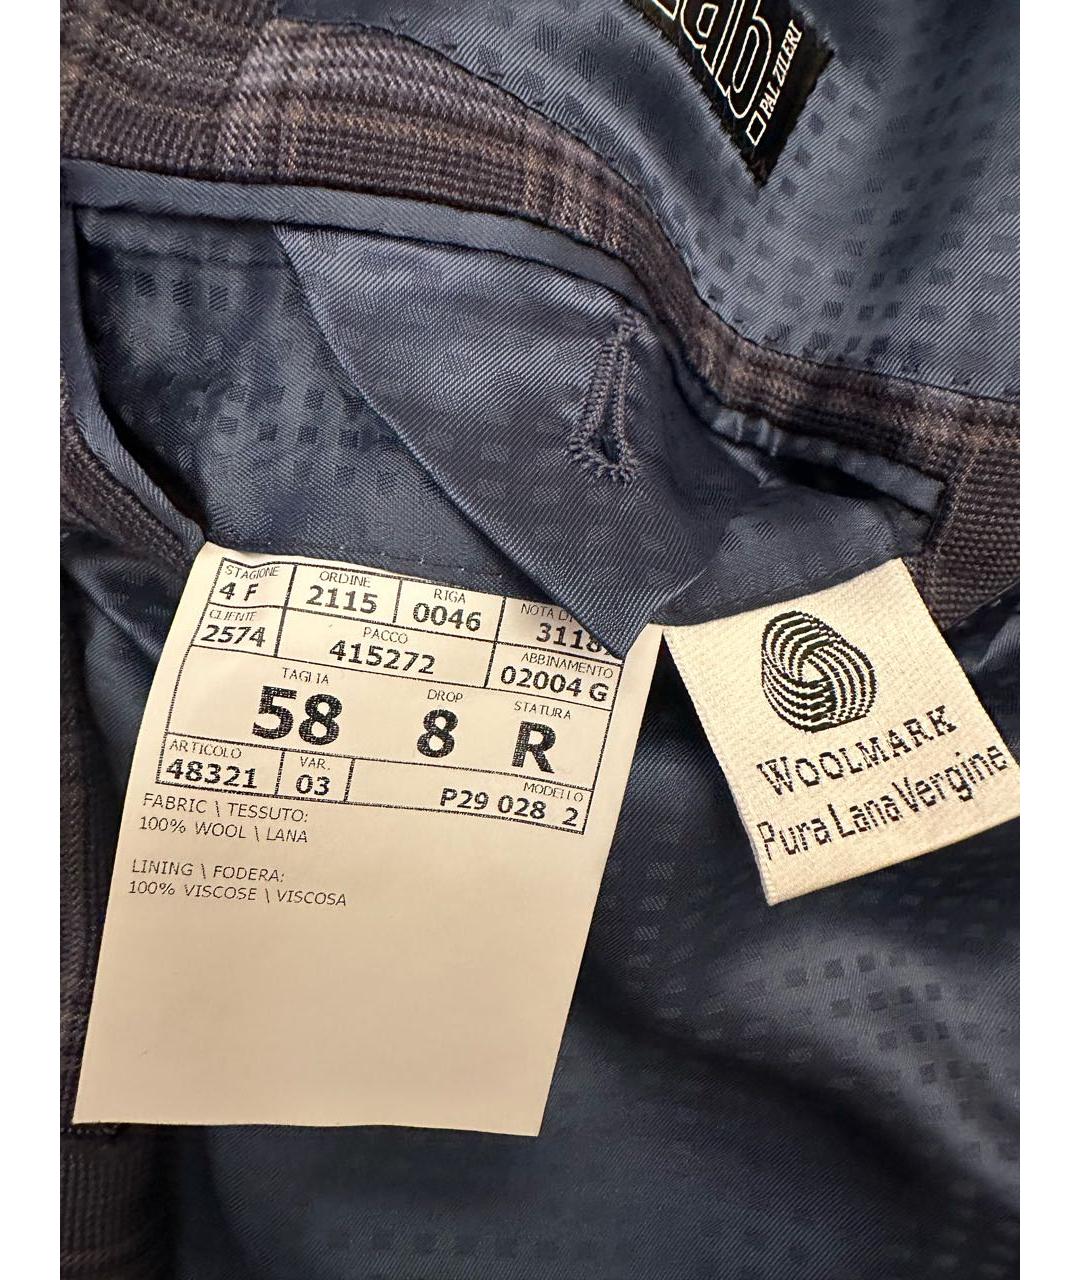 PAL ZILERI
STAGIONE ORDINE RIGA
4 F 2115 0046
CLIENTE PACCO ABBINAMENTO
2574 415272 02004 G
TAGLIA DROP STATURA
58 8 R
ARTICOLO VAR. MODELLO
48321 03 P29 028 2
FABRIC \ TESSUTO:
100% WOOL \ LANA
LINING \ FODERA:
100% VISCOSE \ VISCOSA
WOOLMARK
Pura Lana Vergine